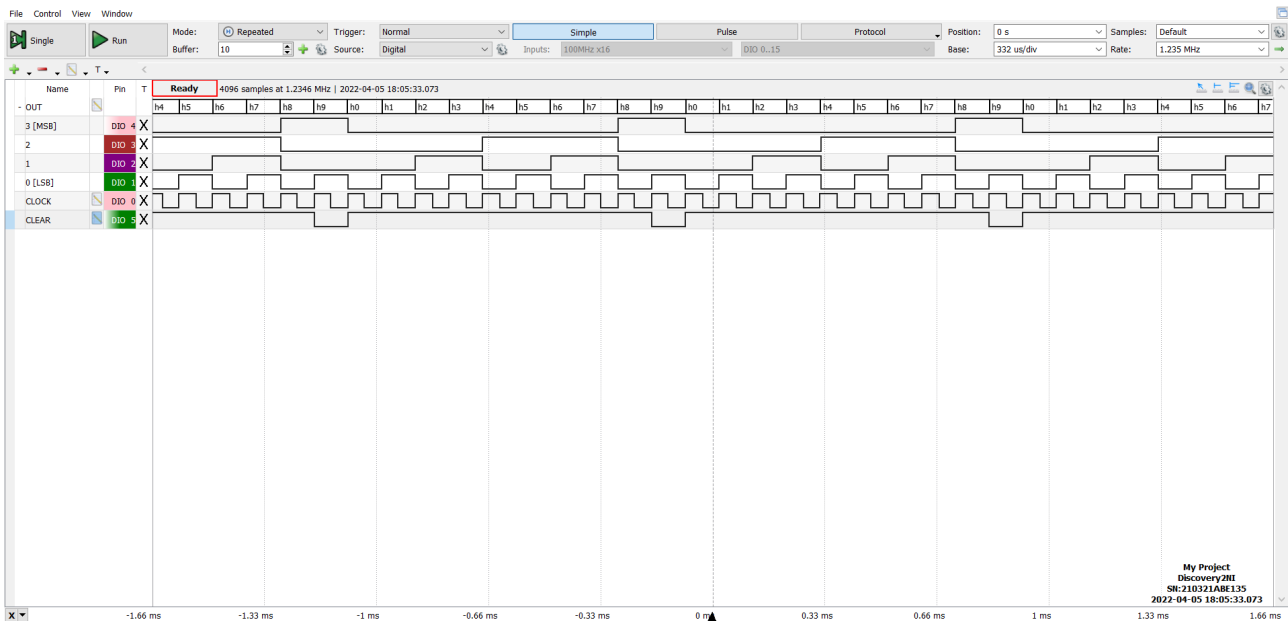 File Control View Window
Single Run Mode: Repeated Trigger: Normal Simple Pulse Protocol Position: 0 s Samples: Default
Buffer: 10 Source: Digital Inputs: 100MHz x16 DIO 0..15 Base: 332 us/div Rate: 1.235 MHz
T
Name Pin T Ready 4096 samples at 1.2346 MHz | 2022-04-05 18:05:33.073
- OUT h4 h5 h6 h7 h8 h9 h0 h1 h2 h3 h4 h5 h6 h7 h8 h9 h0 h1 h2 h3 h4 h5 h6 h7 h8 h9 h0 h1 h2 h3 h4 h5 h6 h7
3 [MSB] DIO 4 X
2 DIO 3 X
1 DIO 2 X
0 [LSB] DIO 1 X
CLOCK DIO 0 X
CLEAR DIO 5 X
My Project
Discovery2NI
SN:210321ABE135
2022-04-05 18:05:33.073
X -1.66 ms -1.33 ms -1 ms -0.66 ms -0.33 ms 0 ms 0.33 ms 0.66 ms 1 ms 1.33 ms 1.66 ms